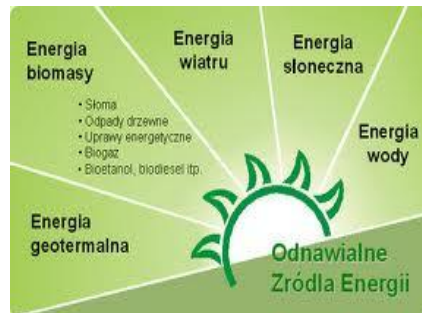 Energia
biomasy
• Słoma
• Odpady drzewne
• Uprawy energetyczne
• Biogaz
• Bioetanol, biodiesel itp.
Energia
wiatru
Energia
słoneczna
Energia
wody
Energia
geotermalna
Odnawialne
Zródla Energii